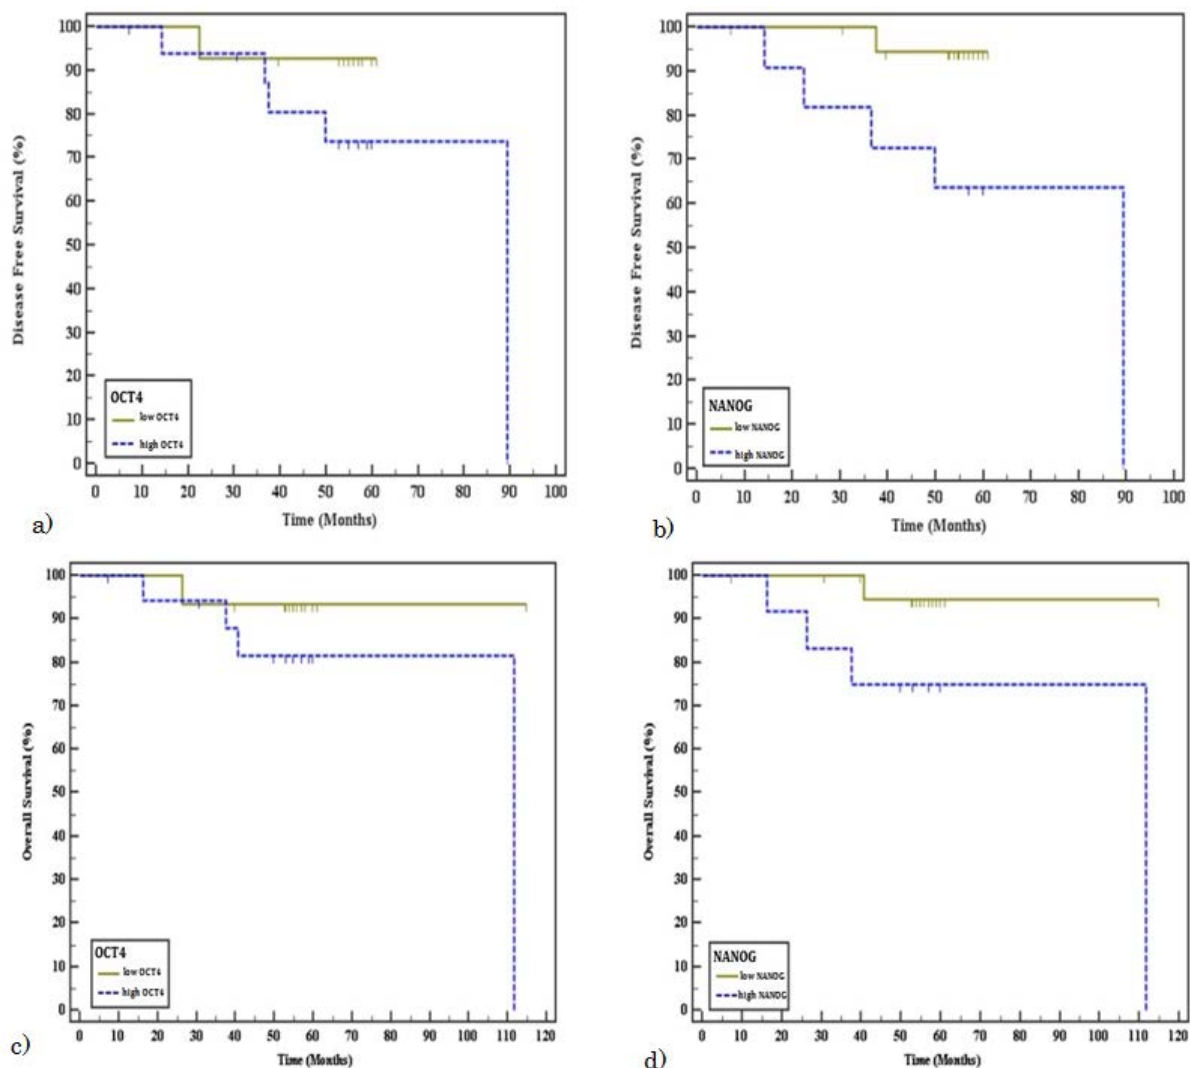 100
90
80
70
60
50
40
30
20
10
0
Disease Free Survival (%)
OCT4
low OCT4
high OCT4
0 10 20 30 40 50 60 70 80 90 100
Time (Months)
a)
100
90
80
70
60
50
40
30
20
10
0
Disease Free Survival (%)
NANOG
low NANOG
high NANOG
0 10 20 30 40 50 60 70 80 90 100
Time (Months)
b)
100
90
80
70
60
50
40
30
20
10
0
Overall Survival (%)
OCT4
low OCT4
high OCT4
0 10 20 30 40 50 60 70 80 90 100 110 120
Time (Months)
c)
100
90
80
70
60
50
40
30
20
10
0
Overall Survival (%)
NANOG
low NANOG
high NANOG
0 10 20 30 40 50 60 70 80 90 100 110 120
Time (Months)
d)